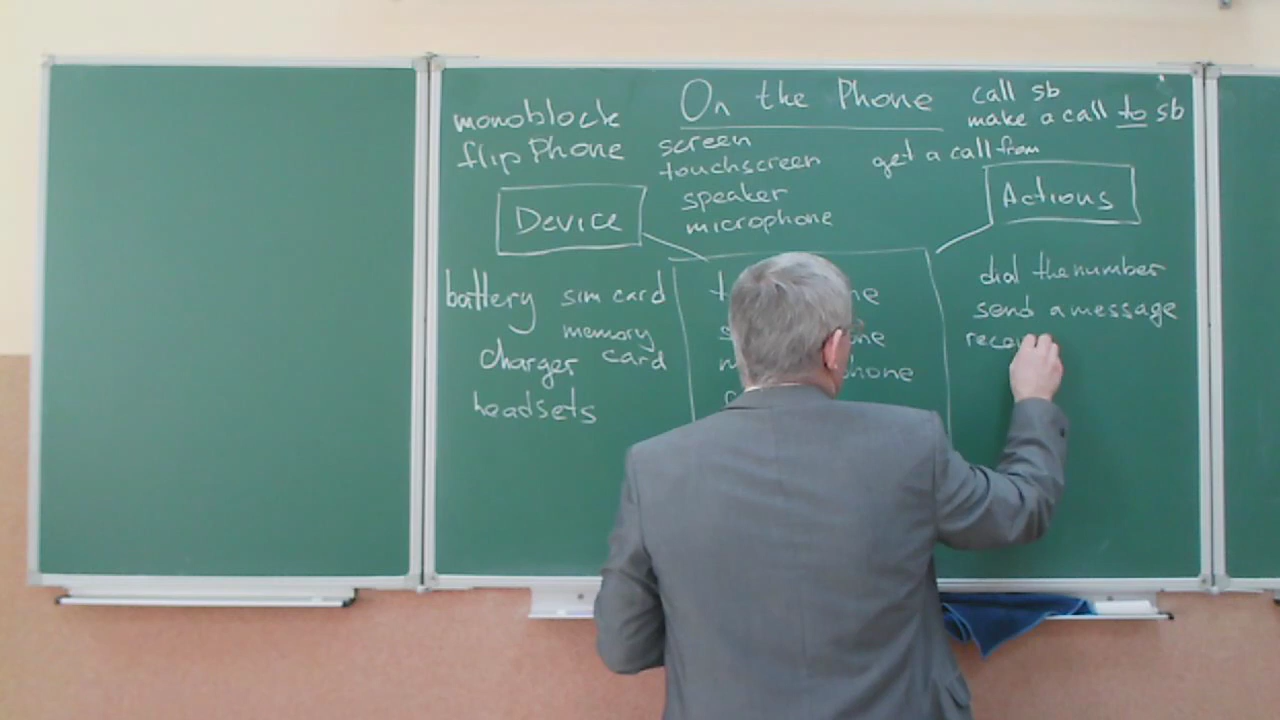 On the Phone
monoblock
flip Phone
screen
touchscreen
speaker
microphone
call sb
make a call to sb
get a call from
Device
Actions
battery sim card
memory
charger card
headsets
dial the number
send a message